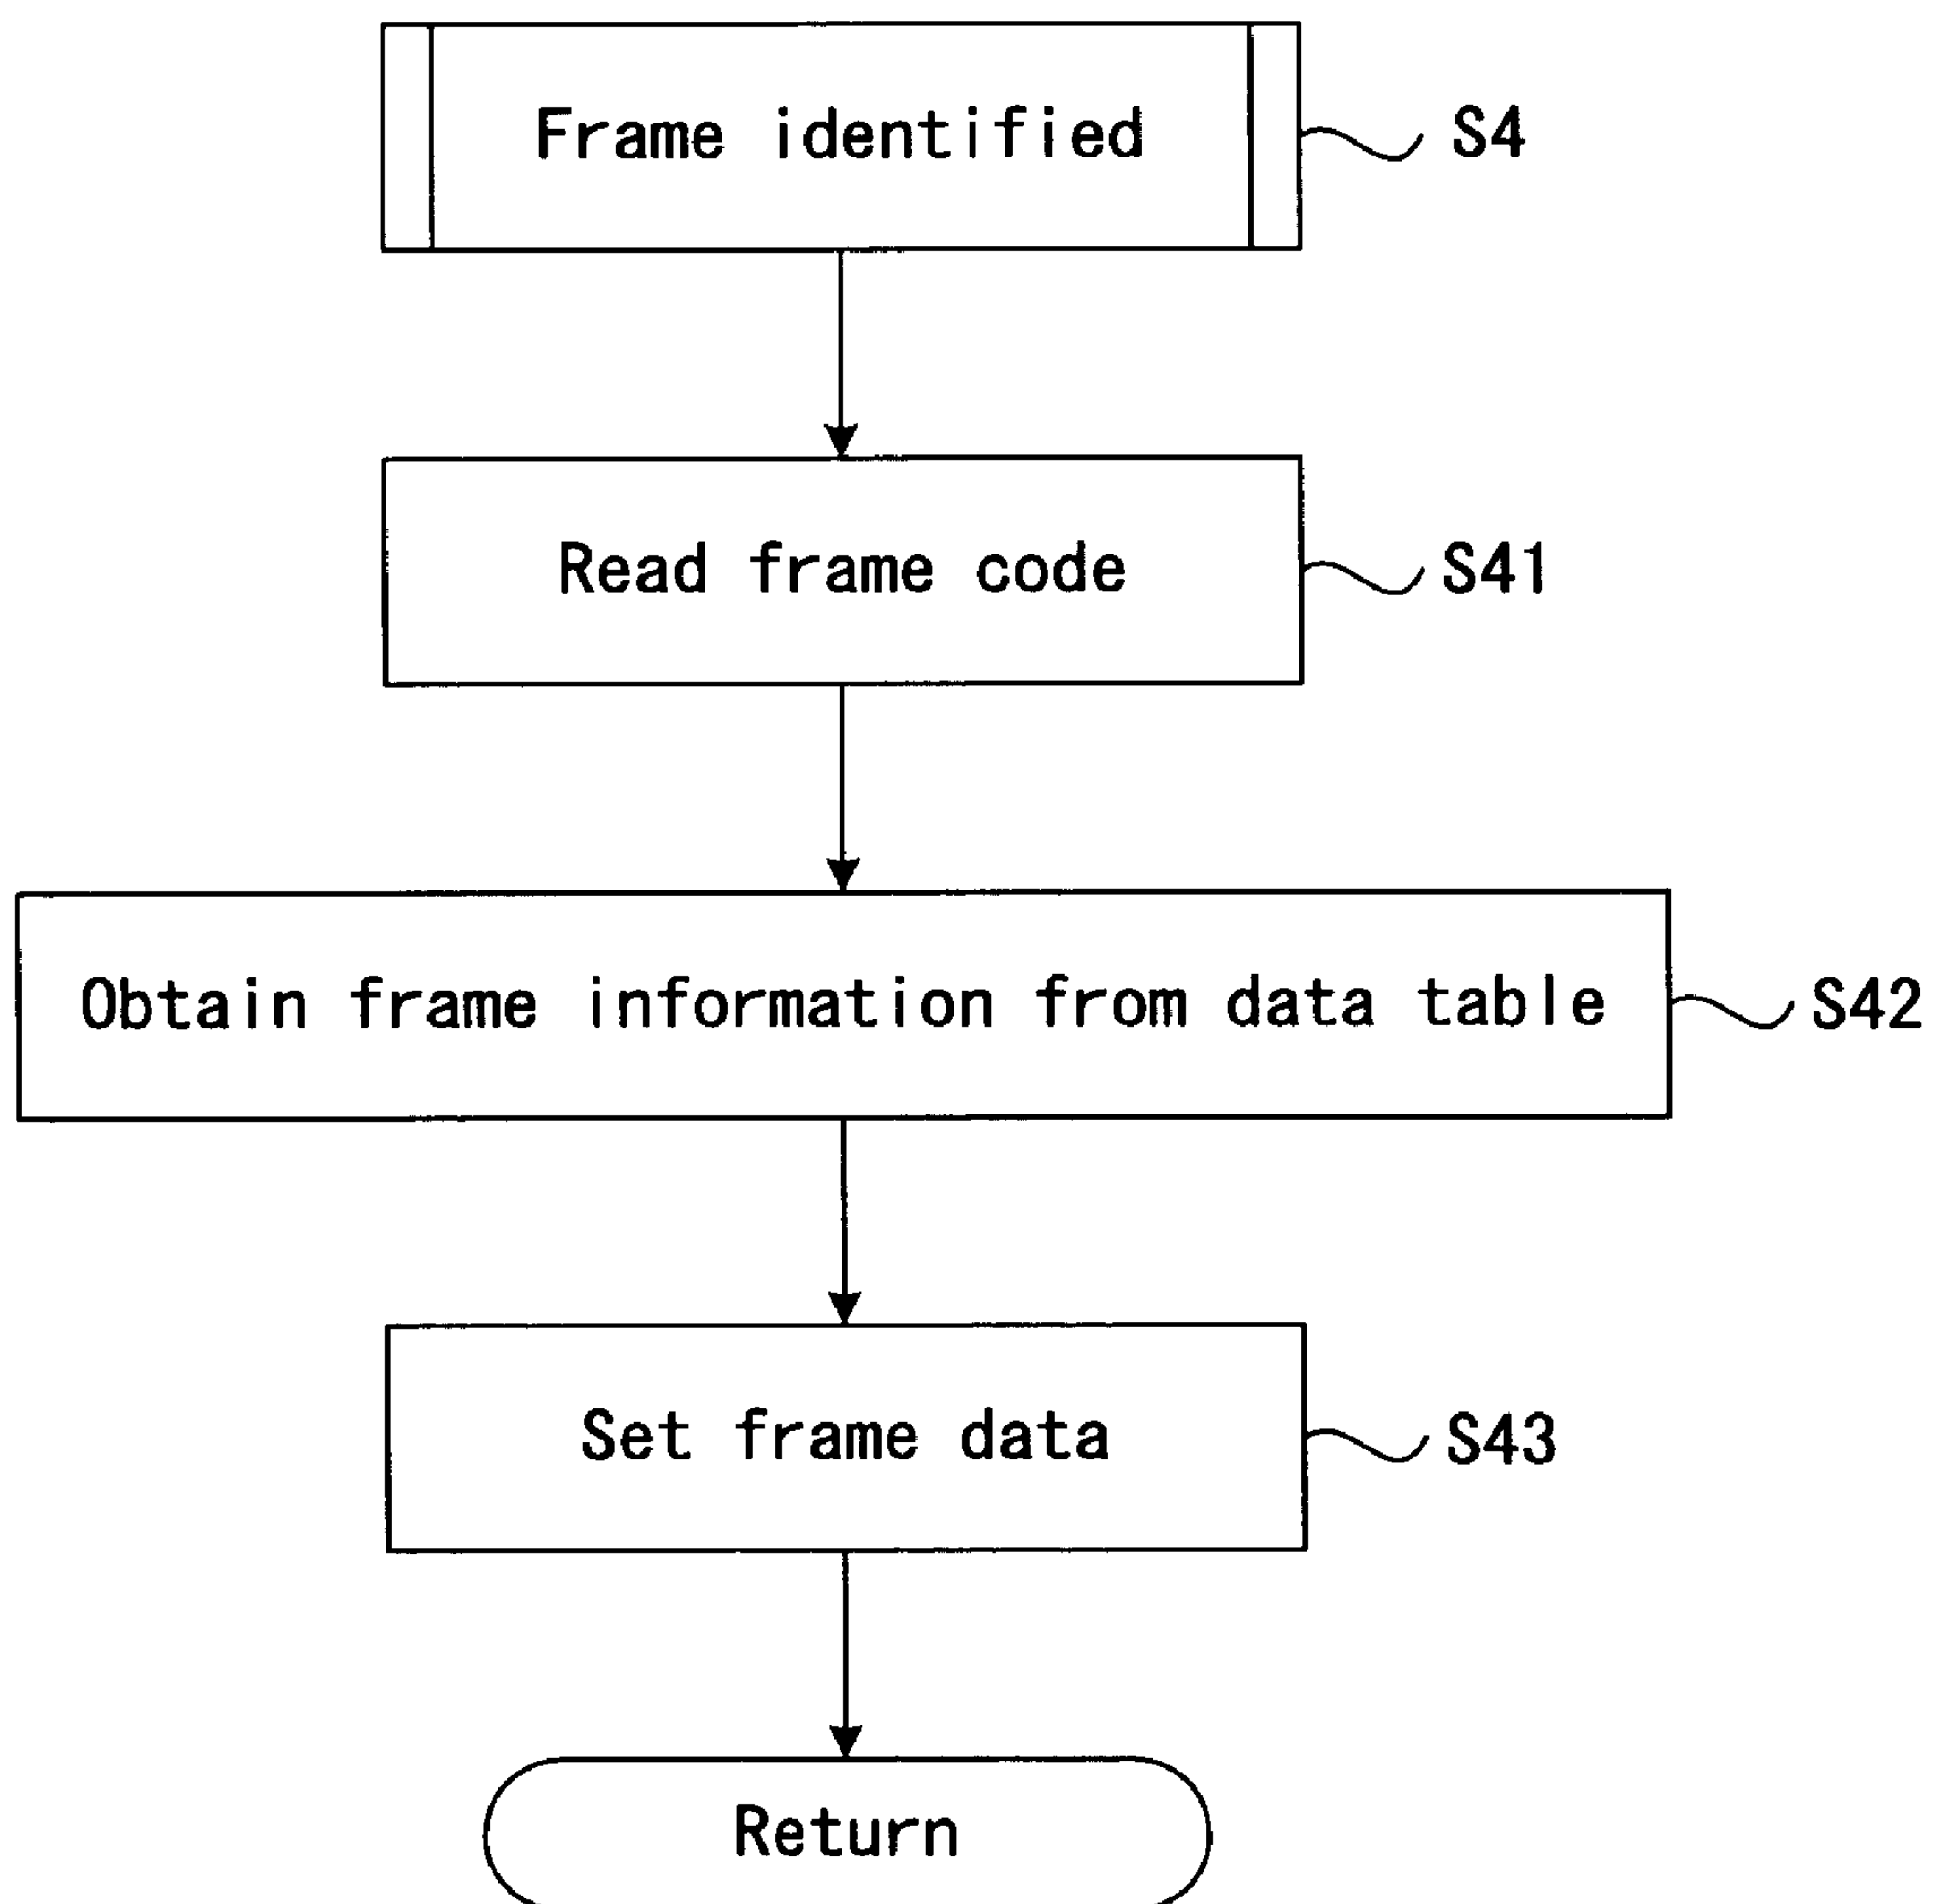 Frame identified
S4
Read frame code
S41
Obtain frame information from data table
S42
Set frame data
S43
Return